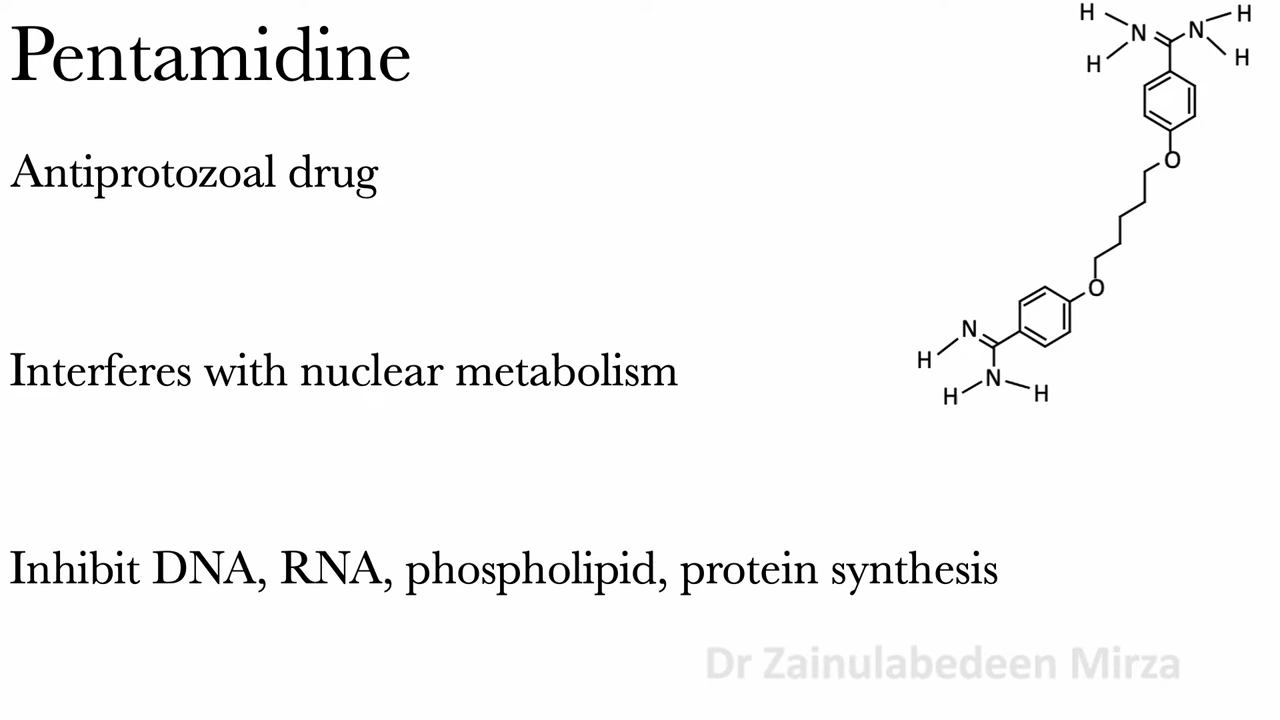 Pentamidine
Antiprotozoal drug
Interferes with nuclear metabolism
Inhibit DNA, RNA, phospholipid, protein synthesis
H
N
H
N
H
H
O
O
N
H
N
H
H
Dr Zainulabedeen Mirza